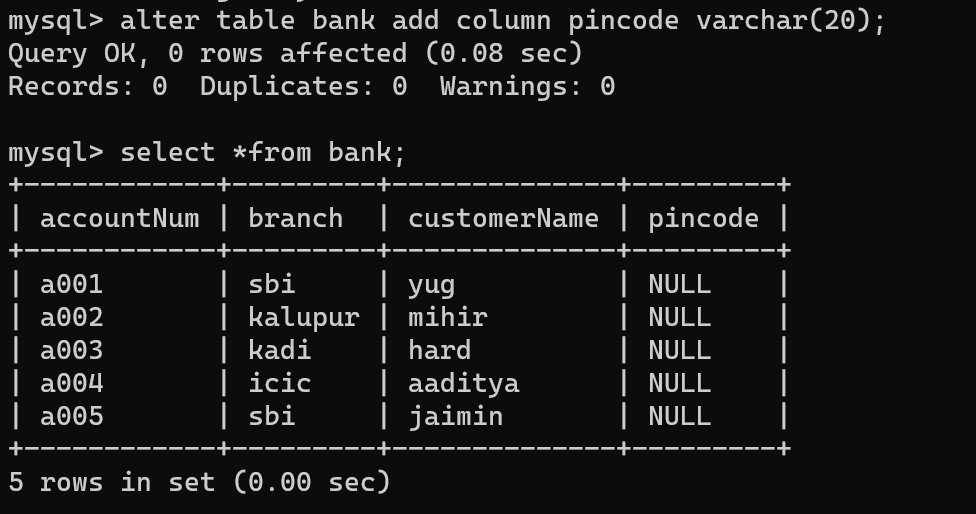 mysql> alter table bank add column pincode varchar(20);
Query OK, 0 rows affected (0.08 sec)
Records: 0  Duplicates: 0  Warnings: 0

mysql> select *from bank;
+------------+---------+--------------+---------+
| accountNum | branch  | customerName | pincode |
+------------+---------+--------------+---------+
| a001       | sbi     | yug          | NULL    |
| a002       | kalupur | mihir        | NULL    |
| a003       | kadi    | hard         | NULL    |
| a004       | icic    | aaditya      | NULL    |
| a005       | sbi     | jaimin       | NULL    |
+------------+---------+--------------+---------+
5 rows in set (0.00 sec)